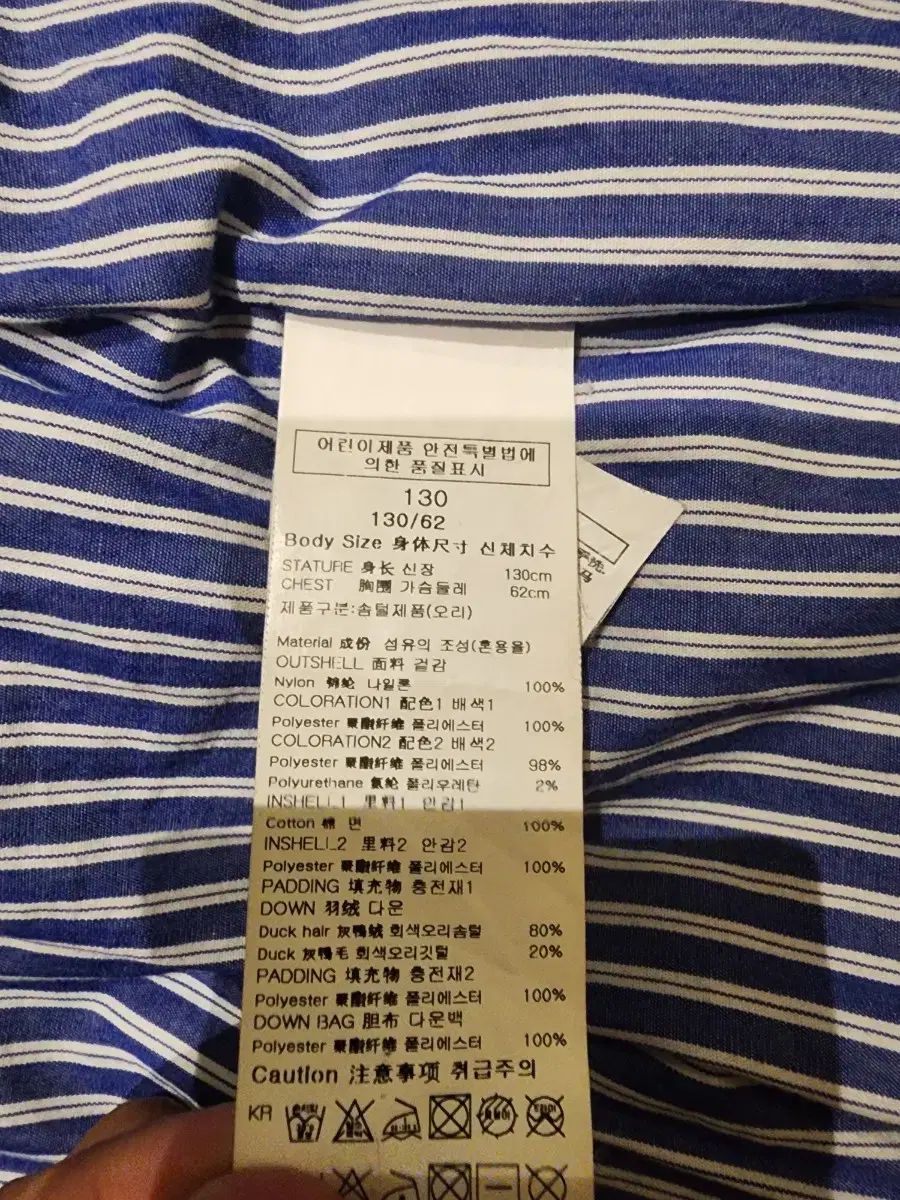 어린이제품 안전특별법에
의한 품질표시
130
130/62
Body Size 身体尺寸 신체치수
STATURE 身长 신장 130cm
CHEST 胸围 가슴둘레 62cm
제품구분:솜털제품(오리)
Material 成份 섬유의 조성(혼용율)
OUTSHELL 面料 겉감
Nylon 锦纶 나일론 100%
COLORATION1 配色1 배색1
Polyester 聚酯纤维 폴리에스터 100%
COLORATION2 配色2 배색2
Polyester 聚酯纤维 폴리에스터 98%
Polyurethane 氨纶 폴리우레탄 2%
INSHELL1 里料1 안감1
Cotton 棉 면 100%
INSHELL2 里料2 안감2
Polyester 聚酯纤维 폴리에스터 100%
PADDING 填充物 충전재1
DOWN 羽绒 다운
Duck hair 灰鸭绒 회색오리솜털 80%
Duck 灰鸭毛 회색오리깃털 20%
PADDING 填充物 충전재2
Polyester 聚酯纤维 폴리에스터 100%
DOWN BAG 胆布 다운백
Polyester 聚酯纤维 폴리에스터 100%
Caution 注意事项 취급주의
KR